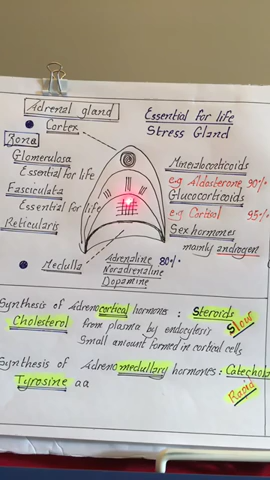 Adrenal gland
Essential for life
Stress Gland
Cortex
Zona
Glomerulosa
Essential for life
Fasciculata
Essential for life
Reticularis
Mineralocorticoids
e.g Aldosterone 90%
Glucocorticoids
e.g Cortisol 95%
Sex hormones
mainly androgen
Medulla
Adrenaline 80%
Noradrenaline
Dopamine
Synthesis of Adrenocortical hormones : Steroids
Slow
Cholesterol from plasma by endocytosis
Small amount formed in cortical cells
Synthesis of Adrenomedullary hormones :
Tyrosine aa
Rapid